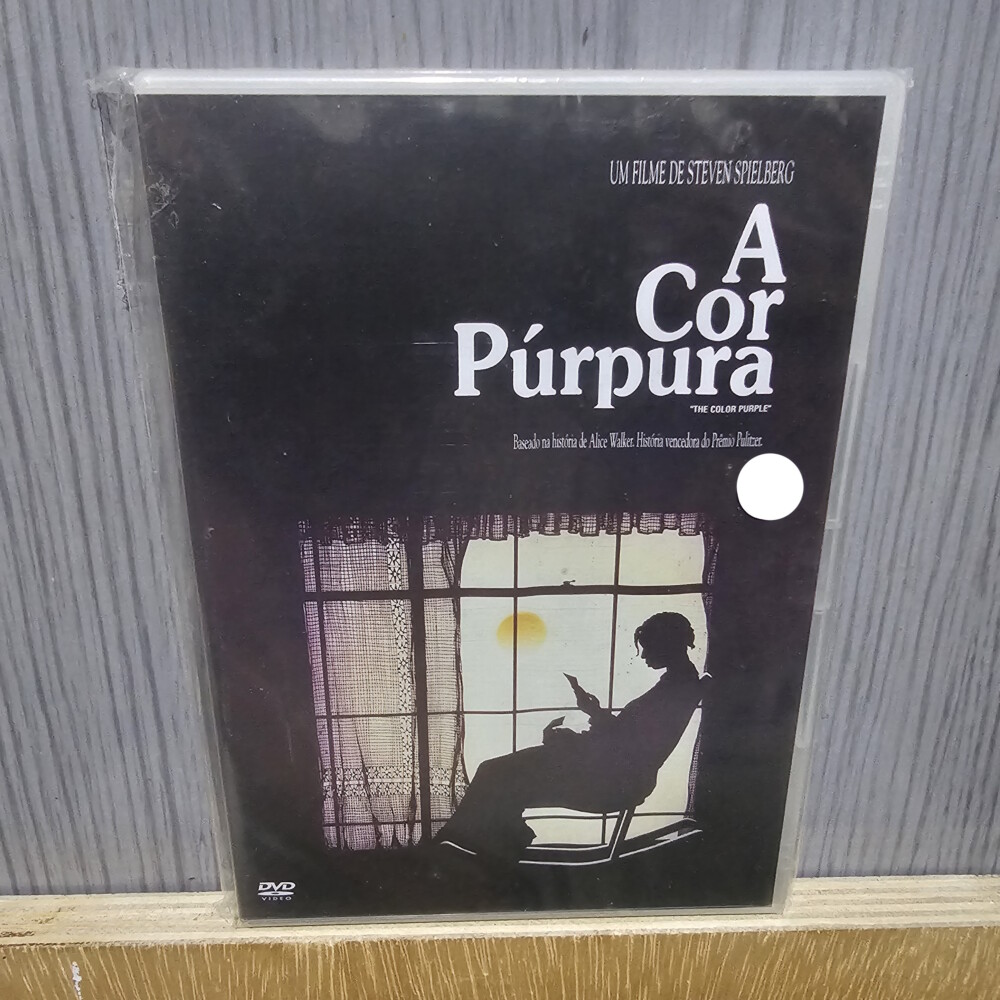 UM FILME DE STEVEN SPIELBERG
A
Cor
Púrpura
"THE COLOR PURPLE"
Baseado na história de Alice Walker. História vencedora do Prêmio Pulitzer.
DVD
VIDEO